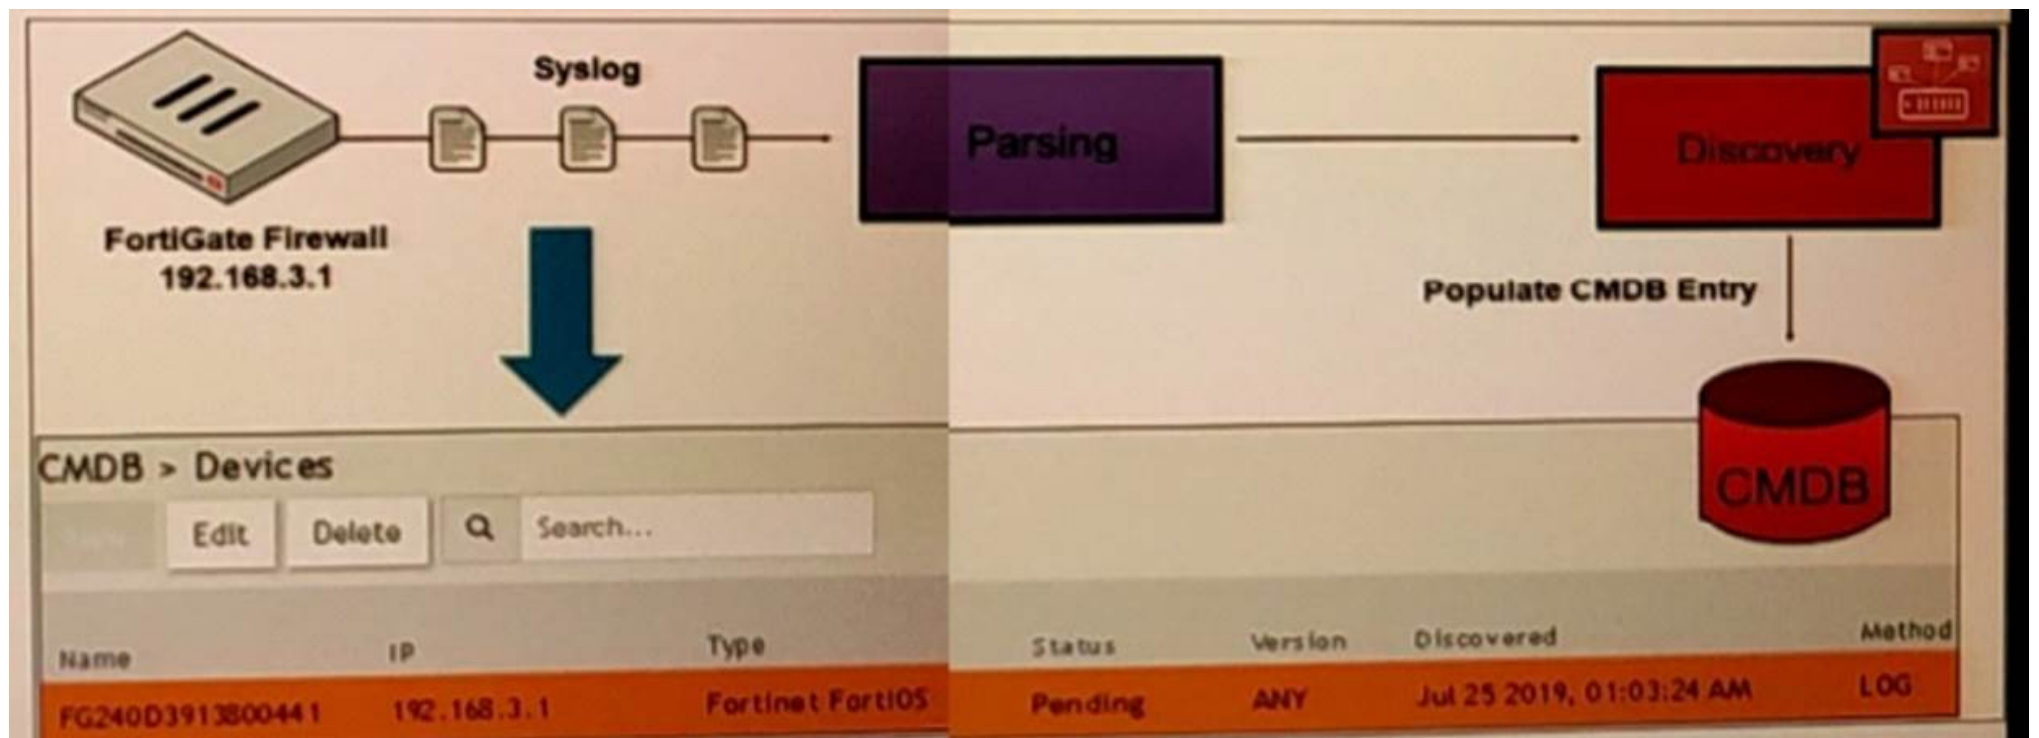 Syslog
Parsing
Discovery
FortiGate Firewall
192.168.3.1
Populate CMDB Entry
CMDB
CMDB > Devices
Edit
Delete
Search...
Name IP Type Status Version Discovered Method
FG240D3913800441 192.168.3.1 Fortinet FortiOS Pending ANY Jul 25 2019, 01:03:24 AM LOG